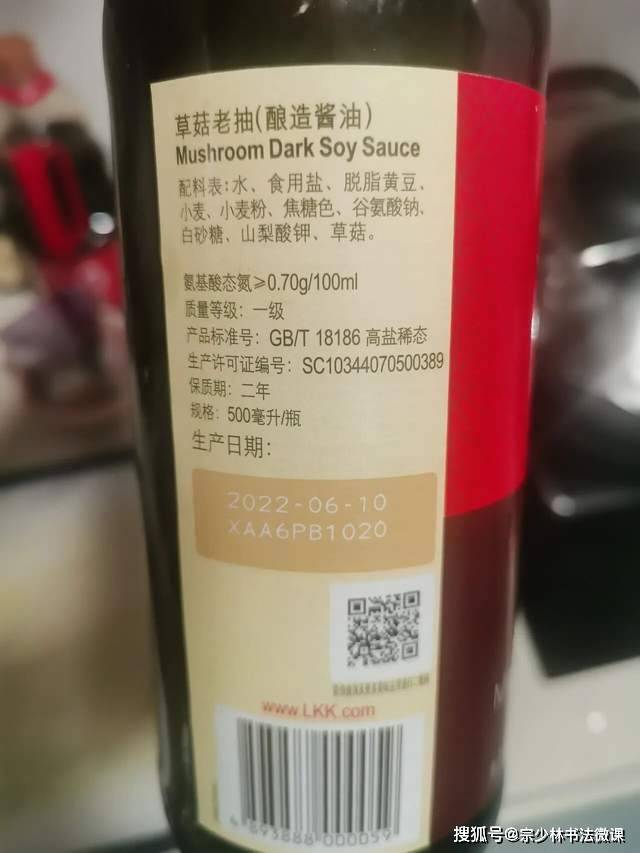 草菇老抽(酿造酱油)
Mushroom Dark Soy Sauce
配料表:水、食用盐、脱脂黄豆、
小麦、小麦粉、焦糖色、谷氨酸钠、
白砂糖、山梨酸钾、草菇。
氨基酸态氮≥0.70g/100ml
质量等级: 一级
产品标准号: GB/T 18186 高盐稀态
生产许可证编号: SC10344070500389
保质期: 二年
规格: 500毫升/瓶
生产日期:
2022-06-10
XAA6PB1020
www.LKK.com
4 893888 000059
搜狐号@宗少林书法微课